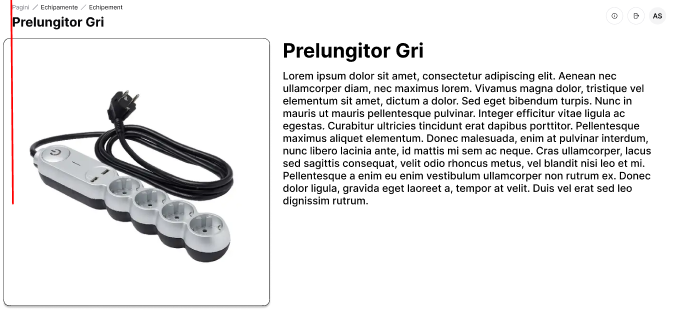 Pagini / Echipamente / Echipement
Prelungitor Gri
AS
Prelungitor Gri
Lorem ipsum dolor sit amet, consectetur adipiscing elit. Aenean nec
ullamcorper diam, nec maximus lorem. Vivamus magna dolor, tristique vel
elementum sit amet, dictum a dolor. Sed eget bibendum turpis. Nunc in
mauris ut mauris pellentesque pulvinar. Integer efficitur vitae ligula ac
egestas. Curabitur ultricies tincidunt erat dapibus porttitor. Pellentesque
maximus aliquet elementum. Donec malesuada, enim at pulvinar interdum,
nunc libero lacinia ante, id mattis mi sem ac neque. Cras ullamcorper, lacus
sed sagittis consequat, velit odio rhoncus metus, vel blandit nisi leo et mi.
Pellentesque a enim eu enim vestibulum ullamcorper non rutrum ex. Donec
dolor ligula, gravida eget laoreet a, tempor at velit. Duis vel erat sed leo
dignissim rutrum.